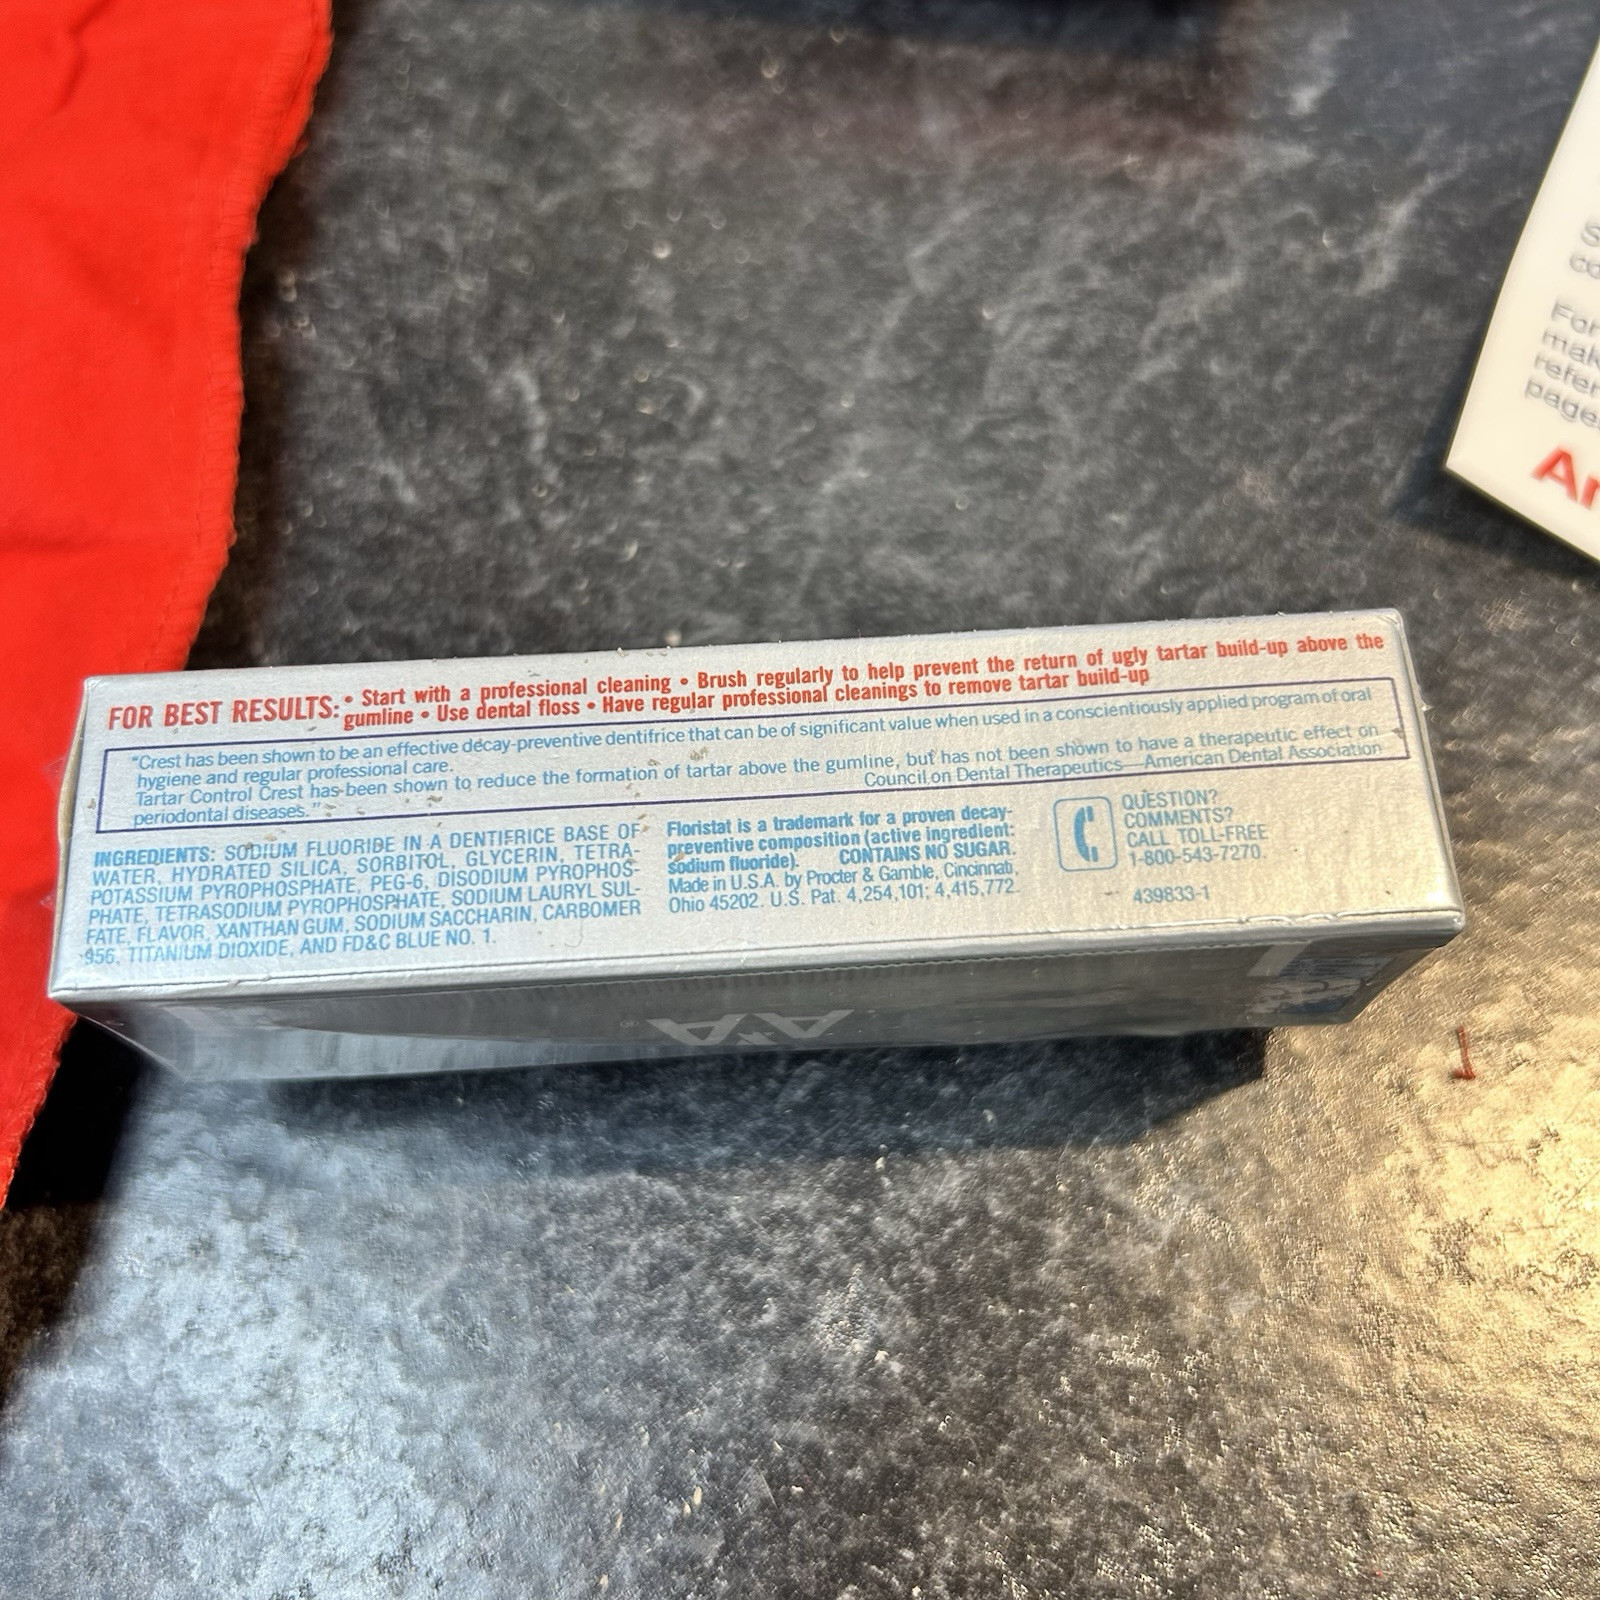 FOR BEST RESULTS: • Start with a professional cleaning • Brush regularly to help prevent the return of ugly tartar build-up above the
gumline • Use dental floss • Have regular professional cleanings to remove tartar build-up
"Crest has been shown to be an effective decay-preventive dentifrice that can be of significant value when used in a conscientiously applied program of oral
hygiene and regular professional care.
Tartar Control Crest has been shown to reduce the formation of tartar above the gumline, but has not been shown to have a therapeutic effect on
periodontal diseases."
Council on Dental Therapeutics—American Dental Association
INGREDIENTS: SODIUM FLUORIDE IN A DENTIFRICE BASE OF
WATER, HYDRATED SILICA, SORBITOL, GLYCERIN, TETRA-
POTASSIUM PYROPHOSPHATE, PEG-6, DISODIUM PYROPHOS-
PHATE, TETRASODIUM PYROPHOSPHATE, SODIUM LAURYL SUL-
FATE, FLAVOR, XANTHAN GUM, SODIUM SACCHARIN, CARBOMER
956, TITANIUM DIOXIDE, AND FD&C BLUE NO. 1.
Floristat is a trademark for a proven decay-
preventive composition (active ingredient:
sodium fluoride). CONTAINS NO SUGAR.
Made in U.S.A. by Procter & Gamble, Cincinnati,
Ohio 45202. U.S. Pat. 4,254,101; 4,415,772.
QUESTION?
COMMENTS?
CALL TOLL-FREE
1-800-543-7270.
439833-1
For